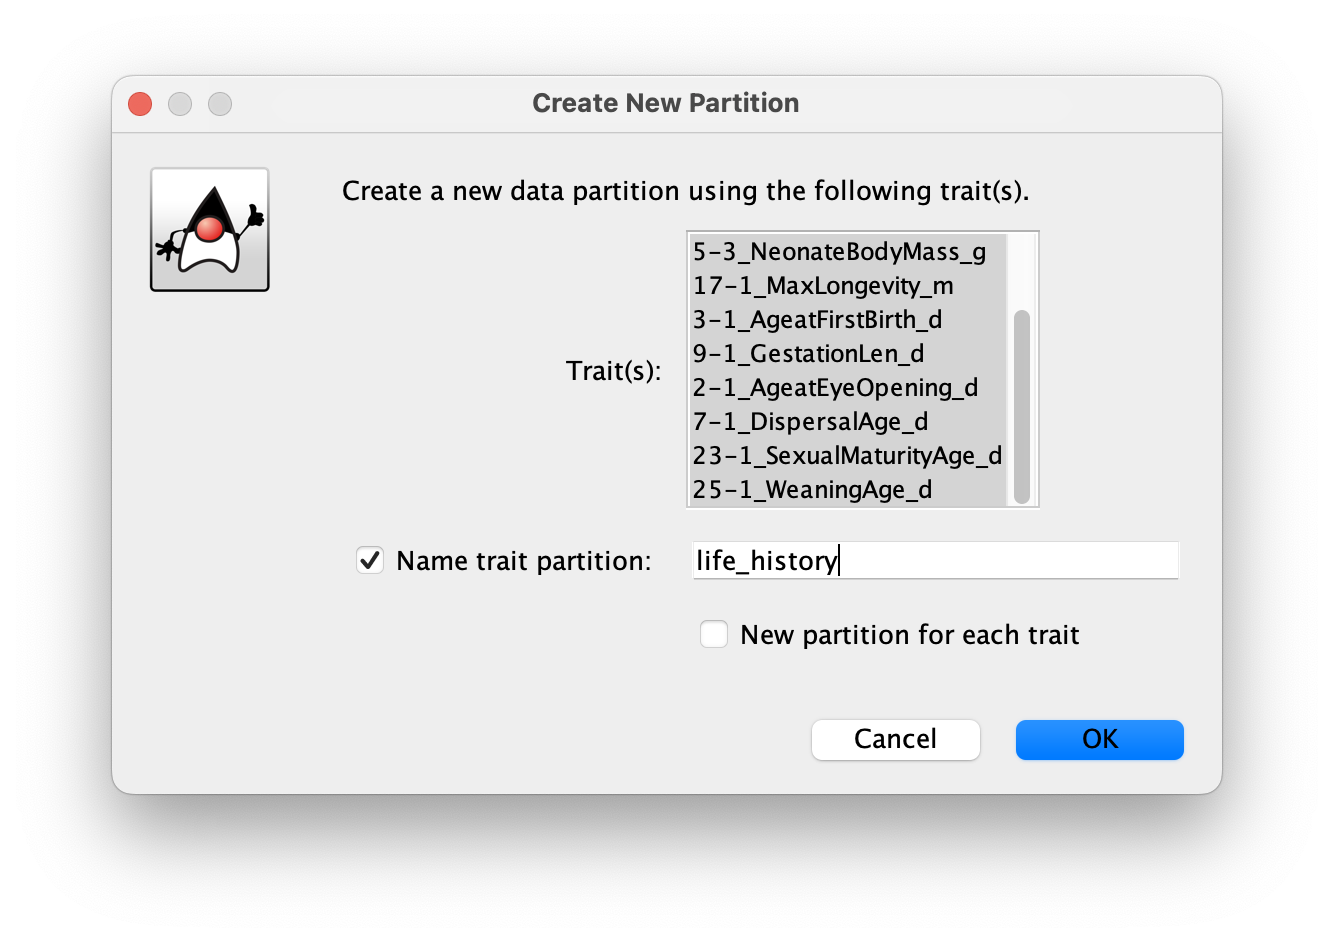 Create New Partition
Create a new data partition using the following trait(s).
Trait(s):
5-3_NeonateBodyMass_g
17-1_MaxLongevity_m
3-1_AgeatFirstBirth_d
9-1_GestationLen_d
2-1_AgeatEyeOpening_d
7-1_DispersalAge_d
23-1_SexualMaturityAge_d
25-1_WeaningAge_d
Name trait partition: life_history
New partition for each trait
Cancel OK